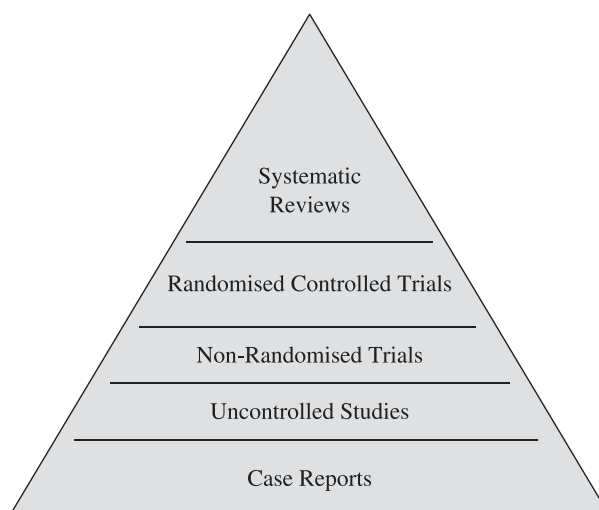 Systematic
Reviews
Randomised Controlled Trials
Non-Randomised Trials
Uncontrolled Studies
Case Reports